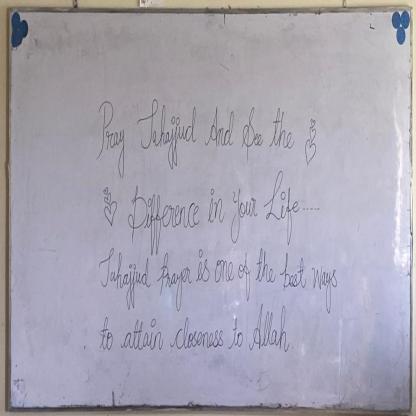 Pray Tahajjud And See the
Difference in Your Life.....
Tahajjud Prayer is one of the best ways
to attain closeness to Allah.